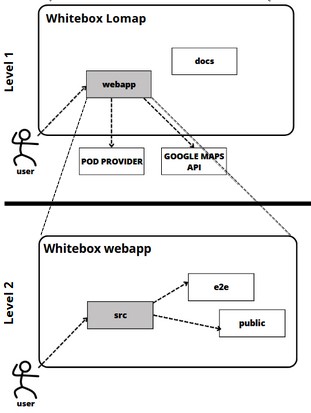 Level 1
Whitebox Lomap
docs
webapp
user
POD PROVIDER
GOOGLE MAPS
API
Level 2
Whitebox webapp
e2e
src
public
user